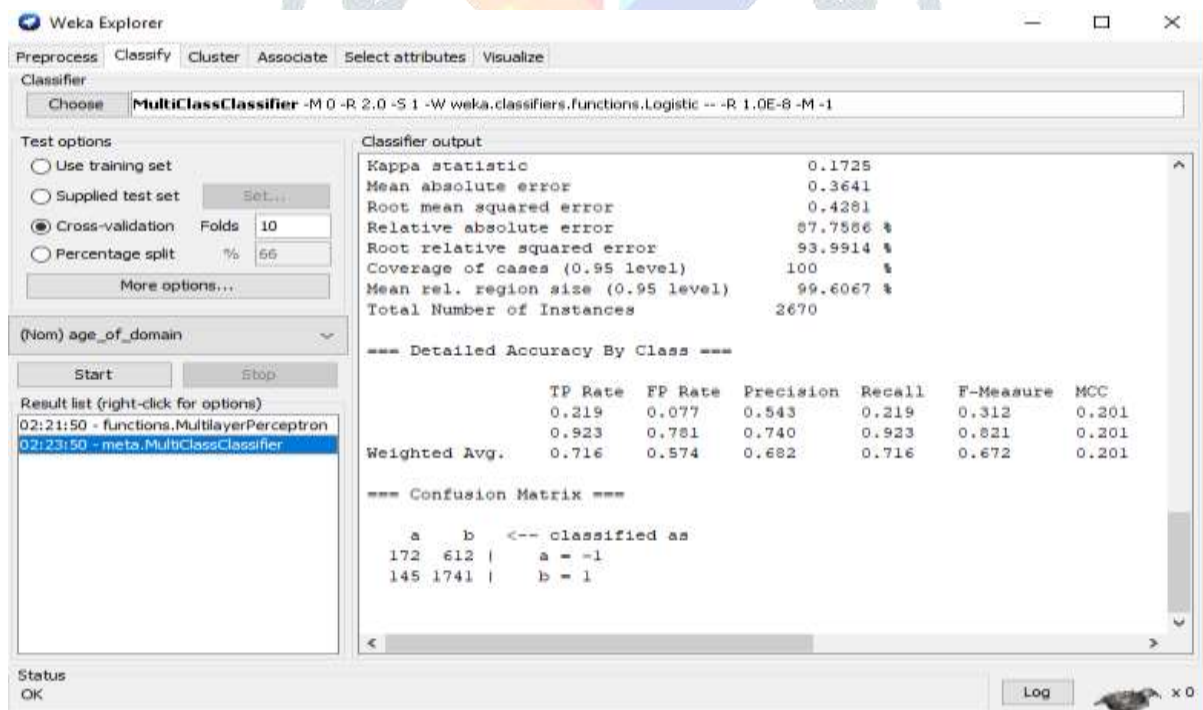 Weka Explorer
Preprocess Classify Cluster Associate Select attributes Visualize
Classifier
Choose MultiClassClassifier -M 0 -R 2.0 -S 1 -W weka.classifiers.functions.Logistic -- -R 1.0E-8 -M -1
Test options
Use training set
Supplied test set Set...
Cross-validation Folds 10
Percentage split % 66
More options...
(Nom) age_of_domain
Start Stop
Result list (right-click for options)
02:21:50 - functions.MultilayerPerceptron
02:23:50 - meta.MultiClassClassifier
Classifier output
Kappa statistic 0.1725
Mean absolute error 0.3641
Root mean squared error 0.4281
Relative absolute error 87.7586 %
Root relative squared error 93.9914 %
Coverage of cases (0.95 level) 100 %
Mean rel. region size (0.95 level) 99.6067 %
Total Number of Instances 2670
=== Detailed Accuracy By Class ===
TP Rate FP Rate Precision Recall F-Measure MCC
0.219 0.077 0.543 0.219 0.312 0.201
0.923 0.781 0.740 0.923 0.821 0.201
Weighted Avg. 0.716 0.574 0.682 0.716 0.672 0.201
=== Confusion Matrix ===
a b <-- classified as
172 612 | a = -1
145 1741 | b = 1
Status
OK
Log x 0